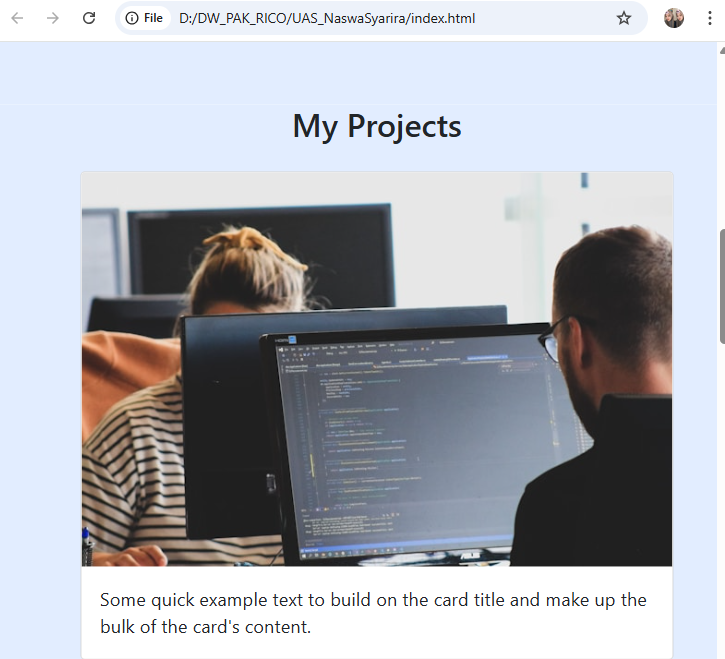 File D:/DW_PAK_RICO/UAS_NaswaSyarira/index.html
My Projects
Some quick example text to build on the card title and make up the
bulk of the card's content.